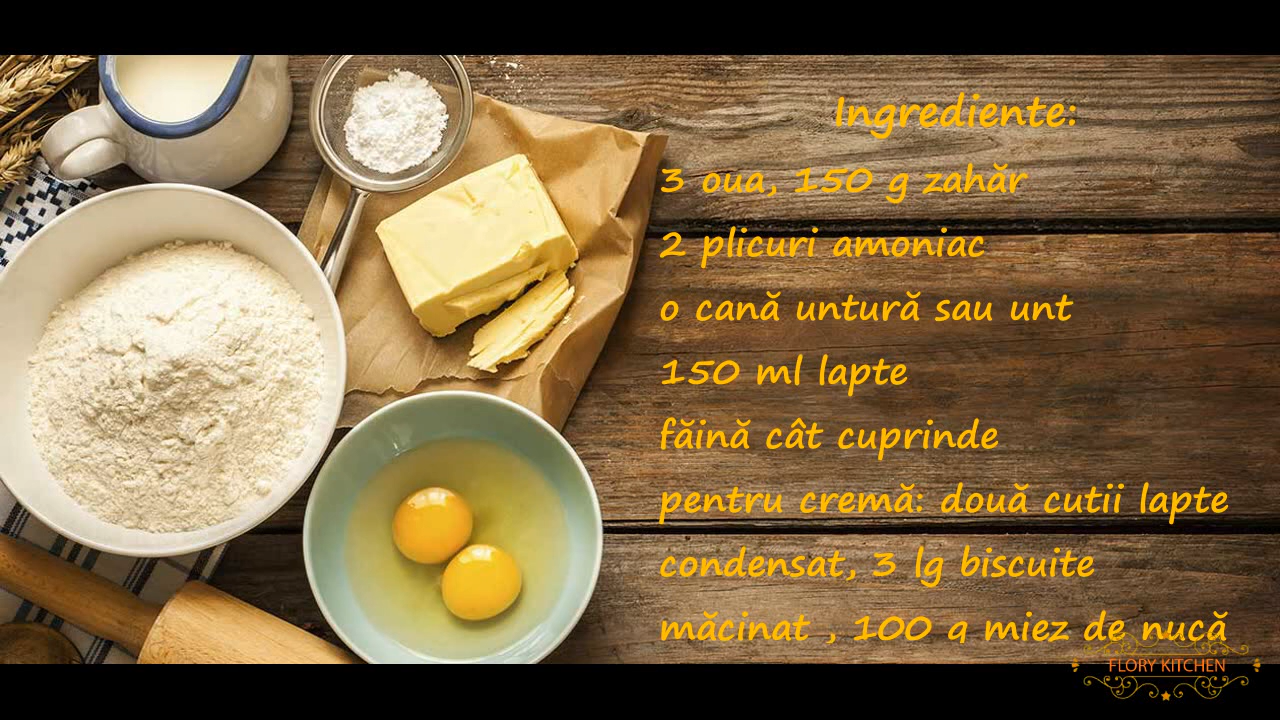 Ingrediente:
3 oua, 150 g zahăr
2 plicuri amoniac
o cană untură sau unt
150 ml lapte
făină cât cuprinde
pentru cremă: două cutii lapte
condensat, 3 lg biscuite
măcinat , 100 g miez de nucă
FLORY KITCHEN